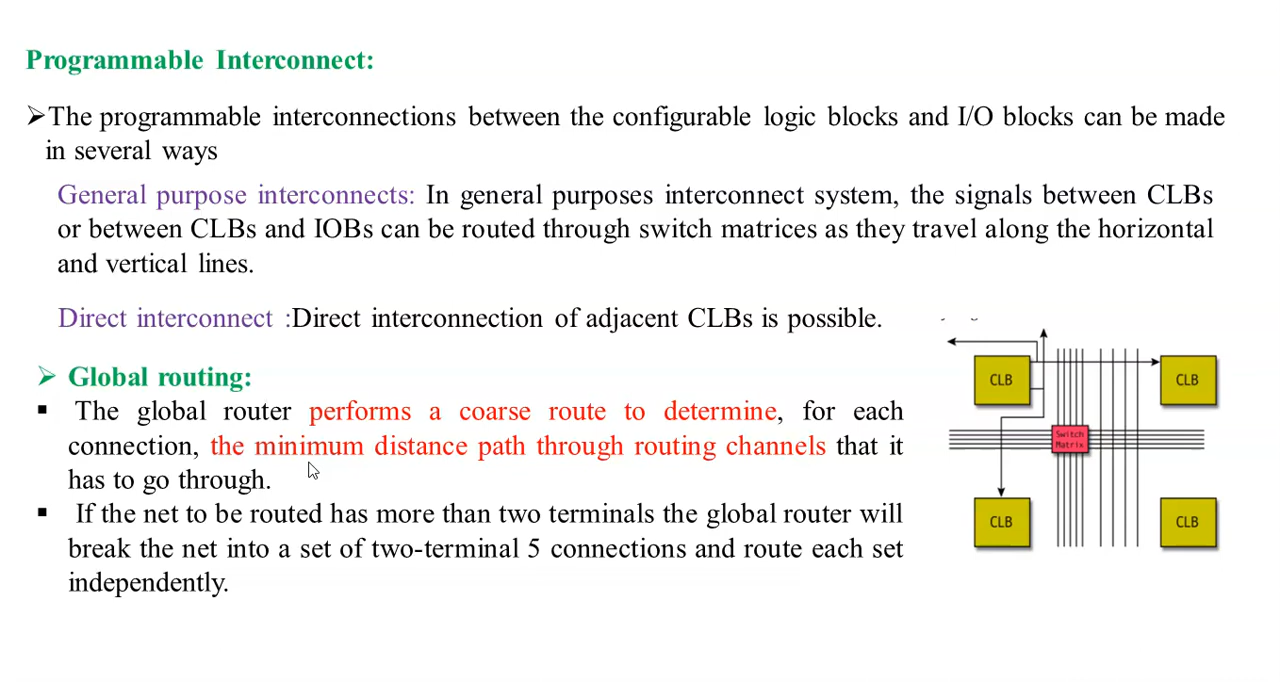 Programmable Interconnect:
➢The programmable interconnections between the configurable logic blocks and I/O blocks can be made
in several ways
General purpose interconnects: In general purposes interconnect system, the signals between CLBs
or between CLBs and IOBs can be routed through switch matrices as they travel along the horizontal
and vertical lines.
Direct interconnect :Direct interconnection of adjacent CLBs is possible.
➢ Global routing:
▪ The global router performs a coarse route to determine, for each
connection, the minimum distance path through routing channels that it
has to go through.
▪ If the net to be routed has more than two terminals the global router will
break the net into a set of two-terminal 5 connections and route each set
independently.
CLB
CLB
Switch
Matrix
CLB
CLB